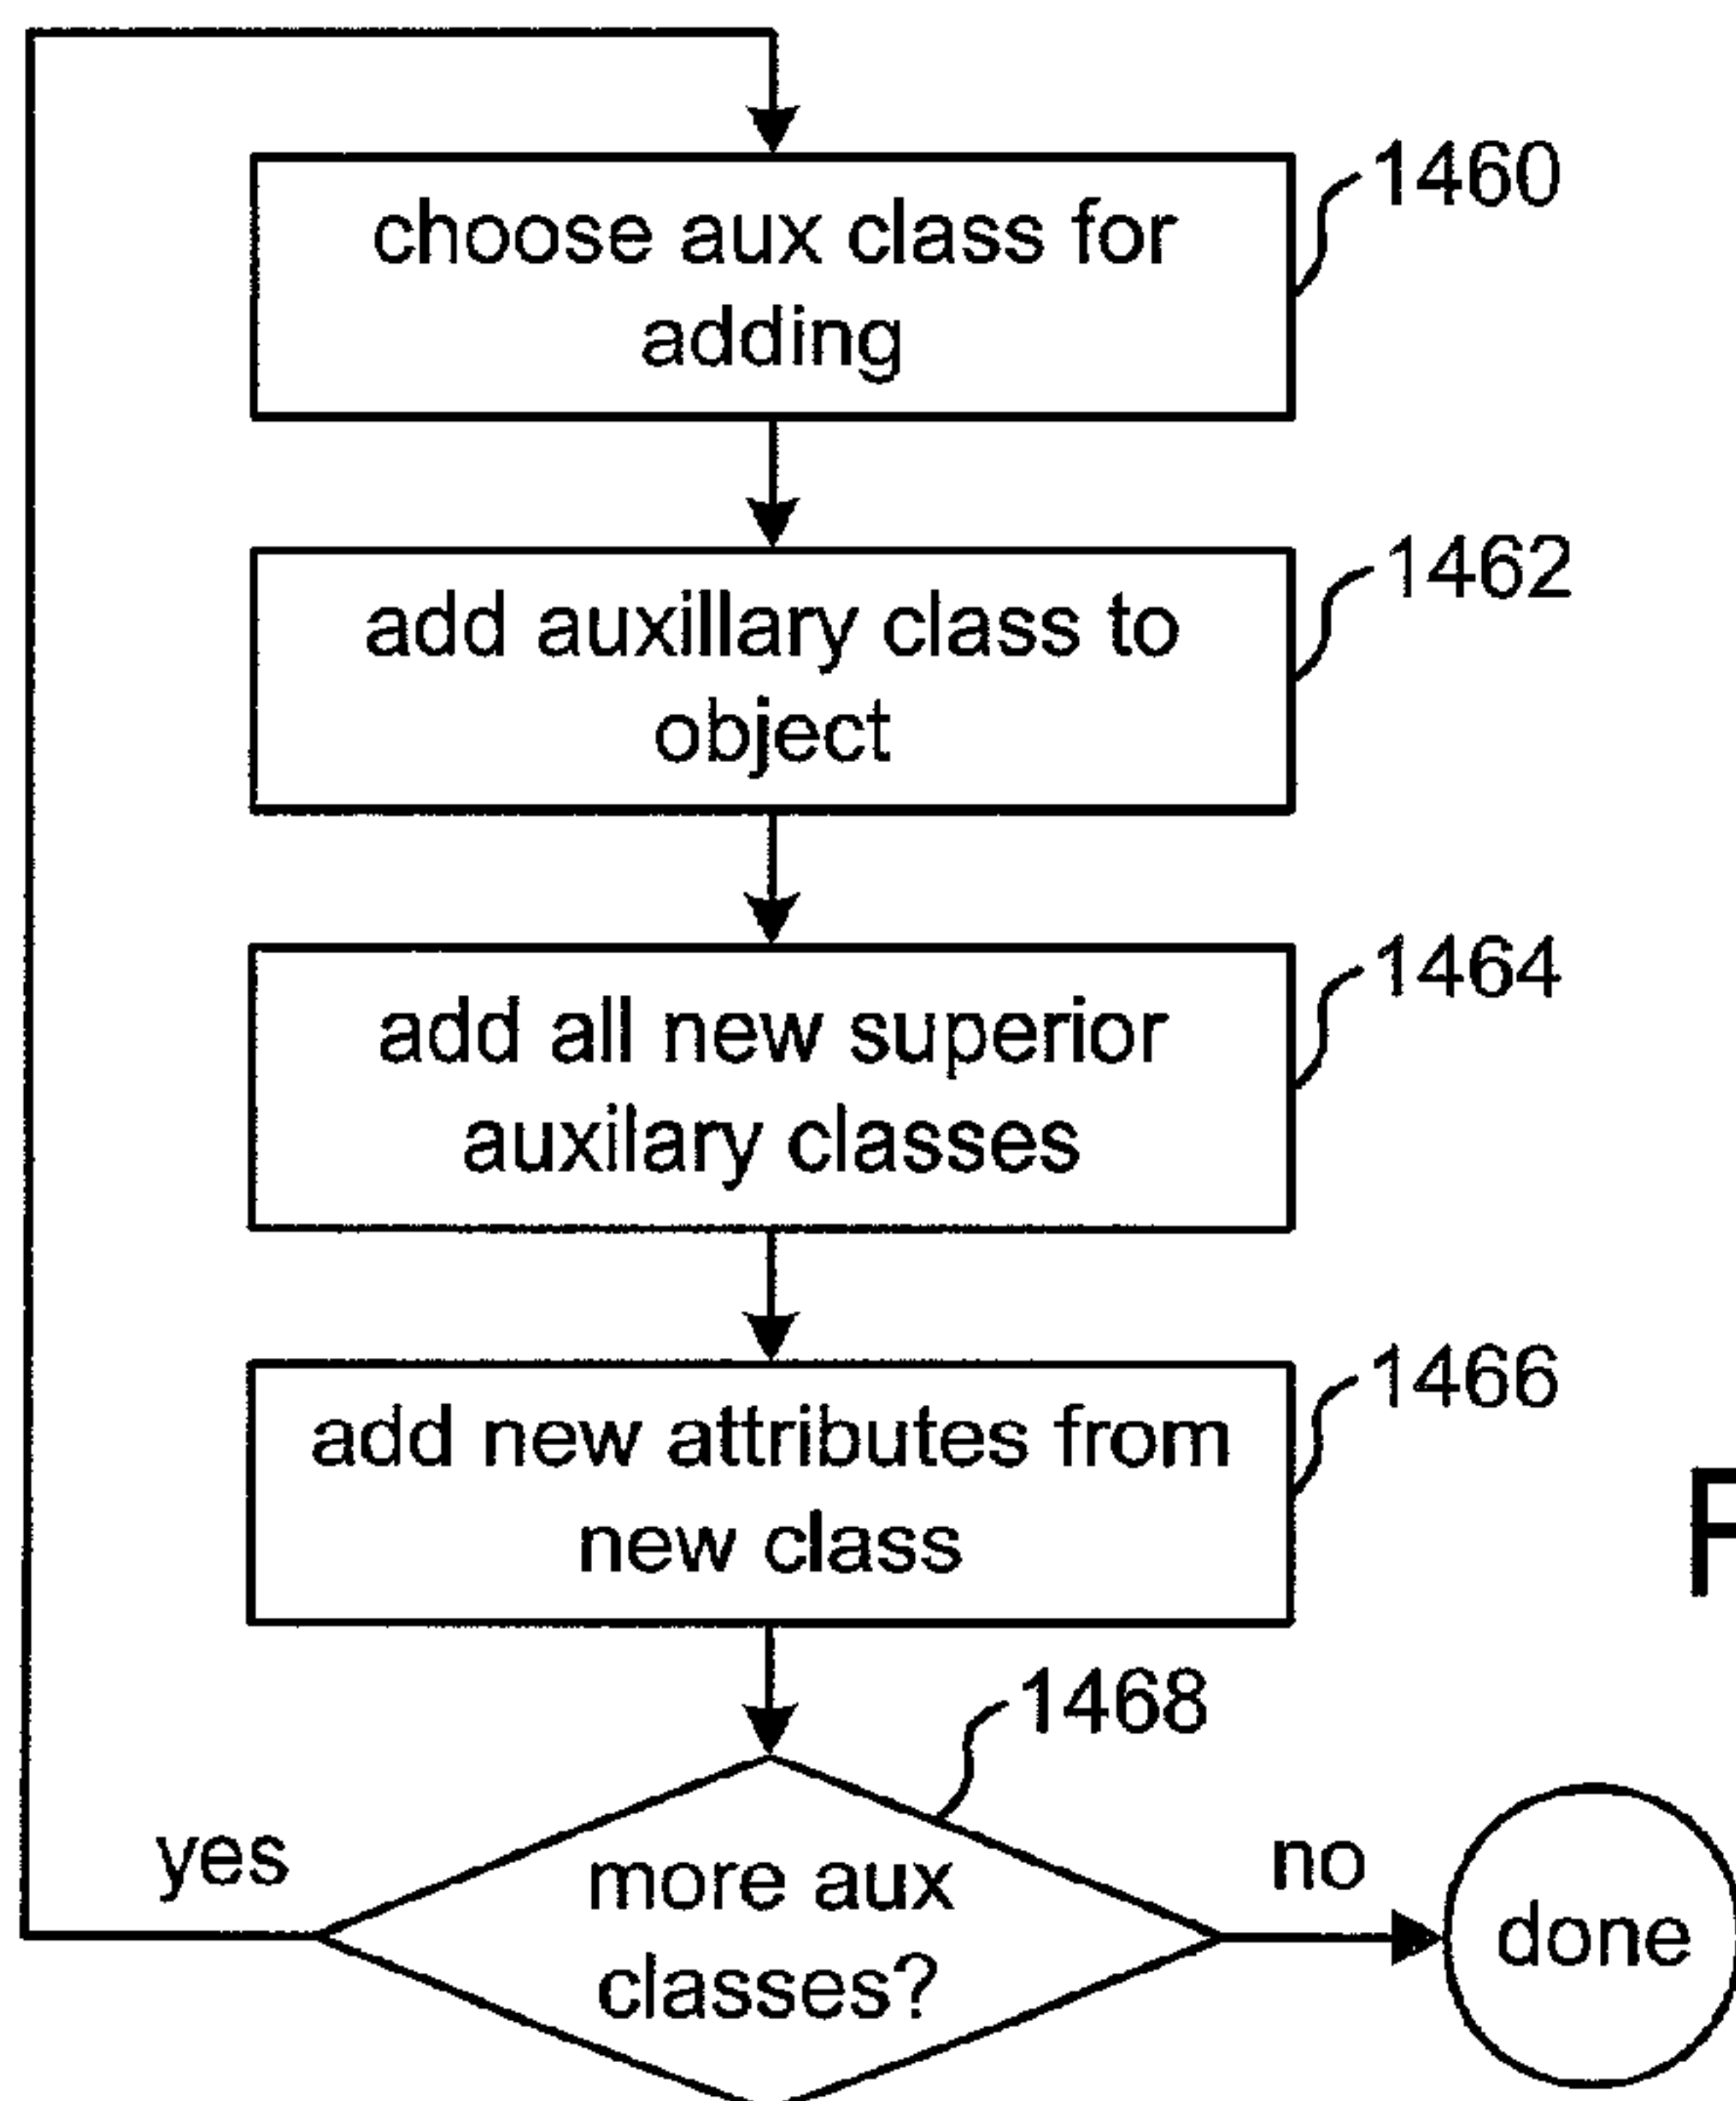 1460
choose aux class for
adding
1462
add auxillary class to
object
1464
add all new superior
auxilary classes
1466
add new attributes from
new class
F
1468
yes
more aux
classes?
no
done